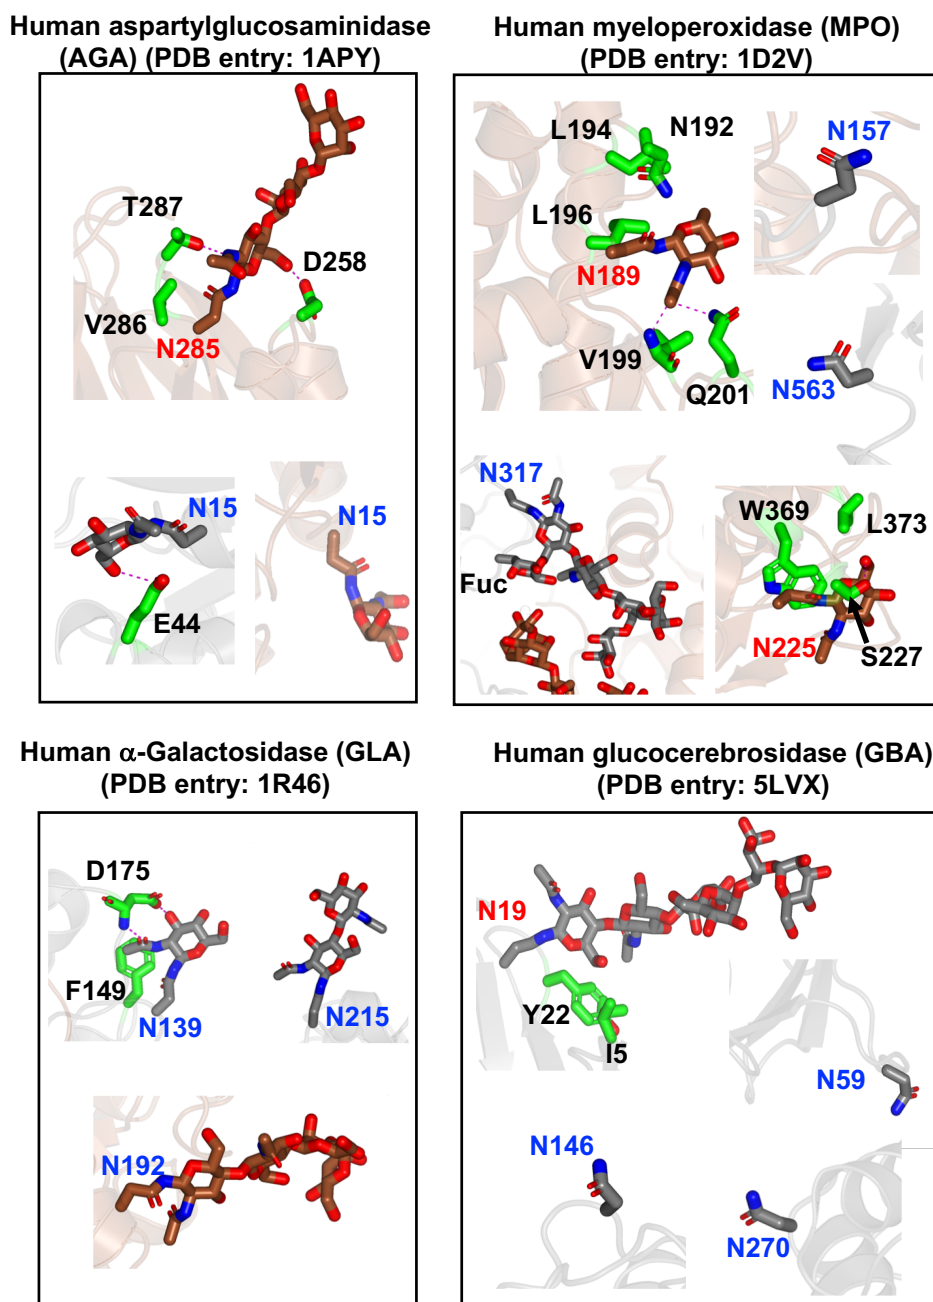 Human aspartylglucosaminidase
(AGA) (PDB entry: 1APY)
T287
D258
V286
N285
N15
E44
N15
Human myeloperoxidase (MPO)
(PDB entry: 1D2V)
L194
N192
N157
L196
N189
V199
Q201
N563
N317
Fuc
W369
L373
N225
S227
Human α-Galactosidase (GLA)
(PDB entry: 1R46)
D175
F149
N139
N215
N192
Human glucocerebrosidase (GBA)
(PDB entry: 5LVX)
N19
Y22
I5
N59
N146
N270